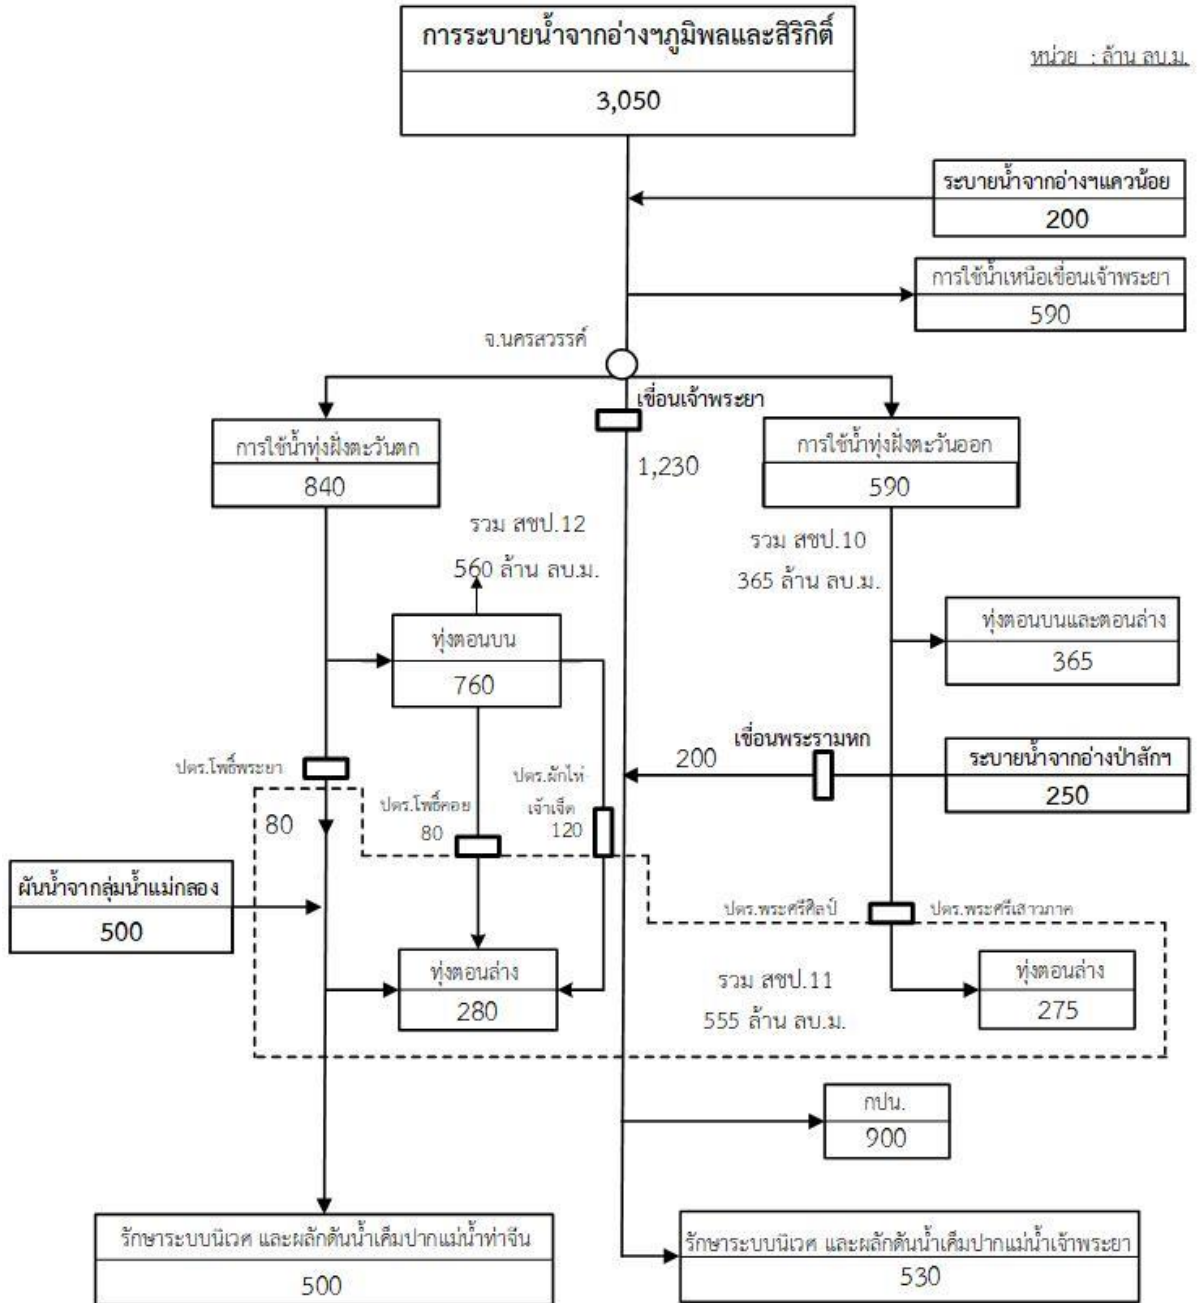 การระบายน้ำจากอ่างฯภูมิพลและสิริกิติ์
3,050
หน่วย : ล้าน ลบ.ม.
ระบายน้ำจากอ่างฯแควน้อย
200
การใช้น้ำเหนือเขื่อนเจ้าพระยา
590
จ.นครสวรรค์
เขื่อนเจ้าพระยา
1,230
การใช้น้ำทุ่งฝั่งตะวันตก
840
การใช้น้ำทุ่งฝั่งตะวันออก
590
รวม สชป.12
560 ล้าน ลบ.ม.
รวม สชป.10
365 ล้าน ลบ.ม.
ทุ่งตอนบน
760
ทุ่งตอนบนและตอนล่าง
365
ปตร.โพธิ์พระยา
80
ปตร.โพธิ์คอย
80
ปตร.ผักไห่-
เจ้าเจ็ด
120
200
เขื่อนพระรามหก
ระบายน้ำจากอ่างป่าสักฯ
250
ผันน้ำจากลุ่มน้ำแม่กลอง
500
ปตร.พระศรีศิลป์
ปตร.พระศรีเสาวภาค
ทุ่งตอนล่าง
280
รวม สชป.11
555 ล้าน ลบ.ม.
ทุ่งตอนล่าง
275
กปน.
900
รักษาระบบนิเวศ และผลักดันน้ำเค็มปากแม่น้ำท่าจีน
500
รักษาระบบนิเวศ และผลักดันน้ำเค็มปากแม่น้ำเจ้าพระยา
530